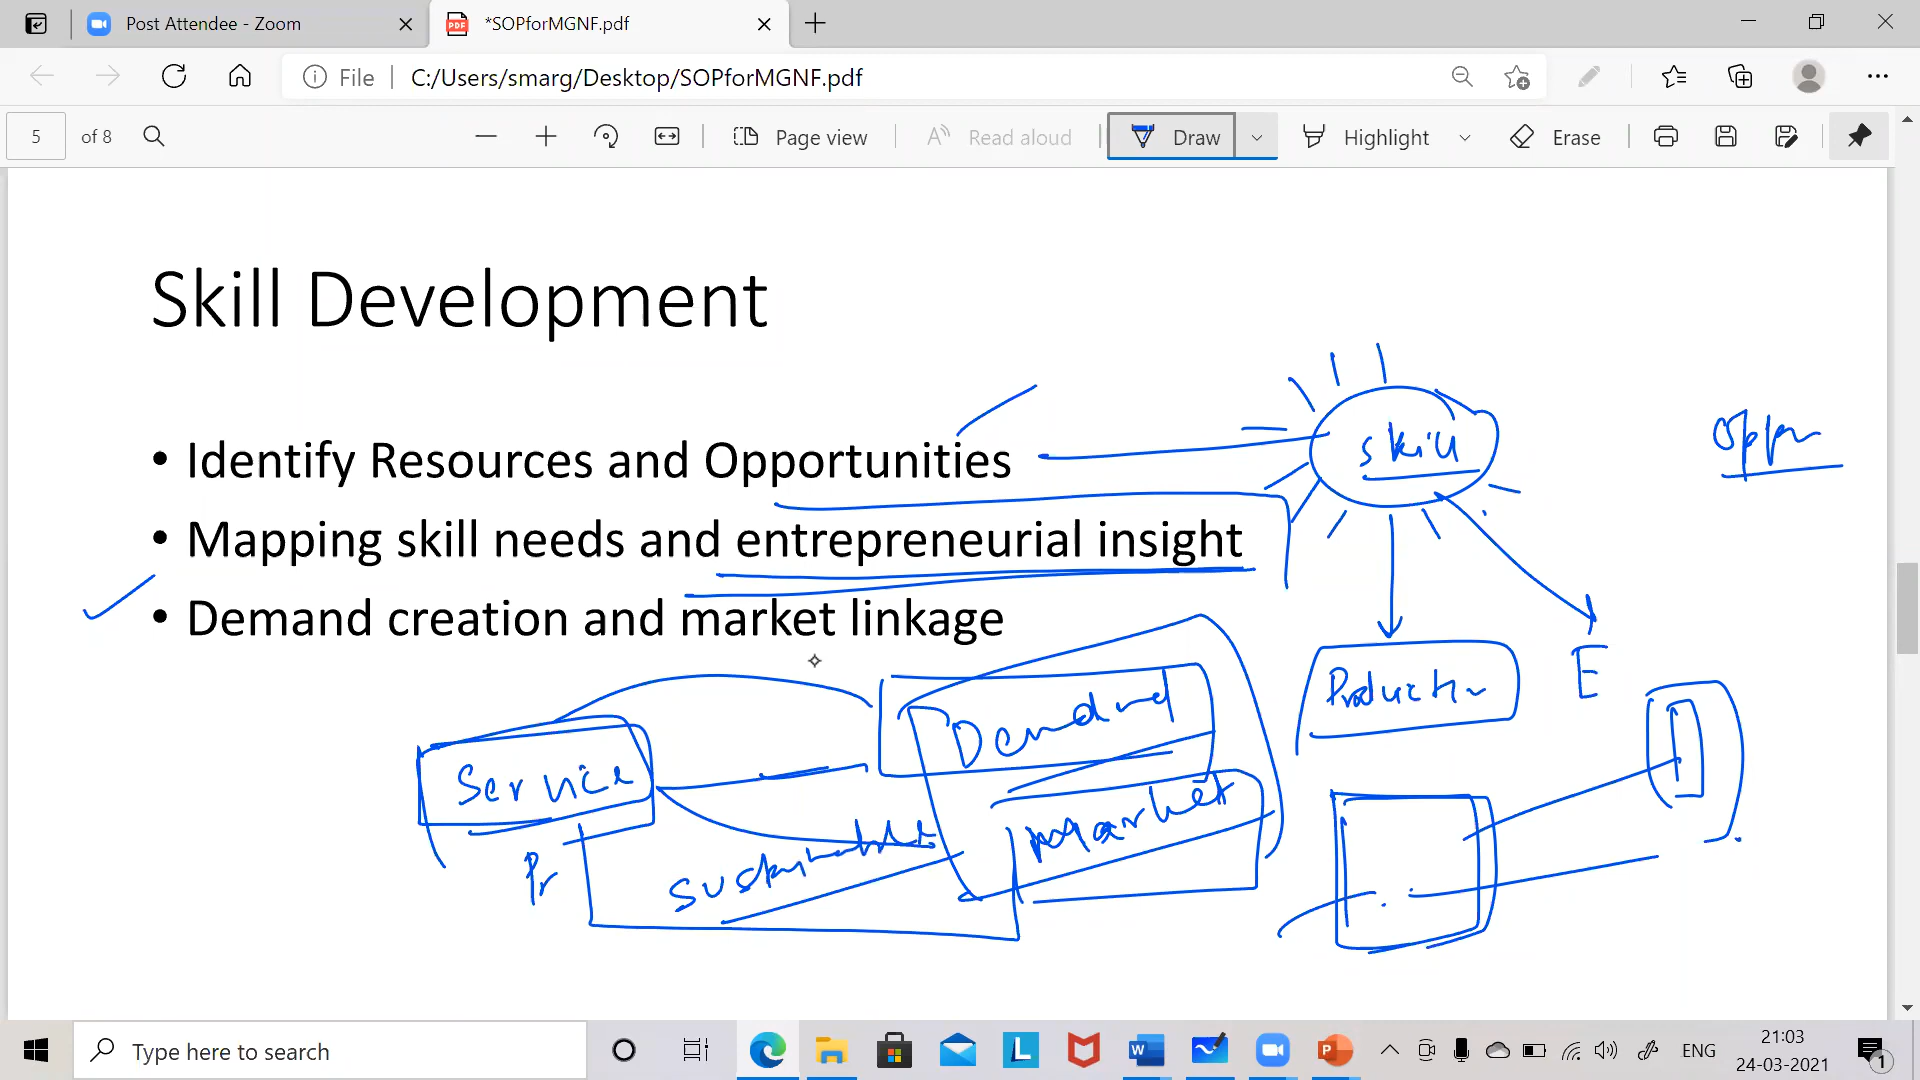 Post Attendee - Zoom
*SOPforMGNF.pdf
File
C:/Users/smarg/Desktop/SOPforMGNF.pdf
5 of 8
Page view
Read aloud
Draw
Highlight
Erase
Skill Development
• Identify Resources and Opportunities
• Mapping skill needs and entrepreneurial insight
• Demand creation and market linkage
skill
E
Demand
Service
Market
Pr
Type here to search
ENG
21:03
24-03-2021
1